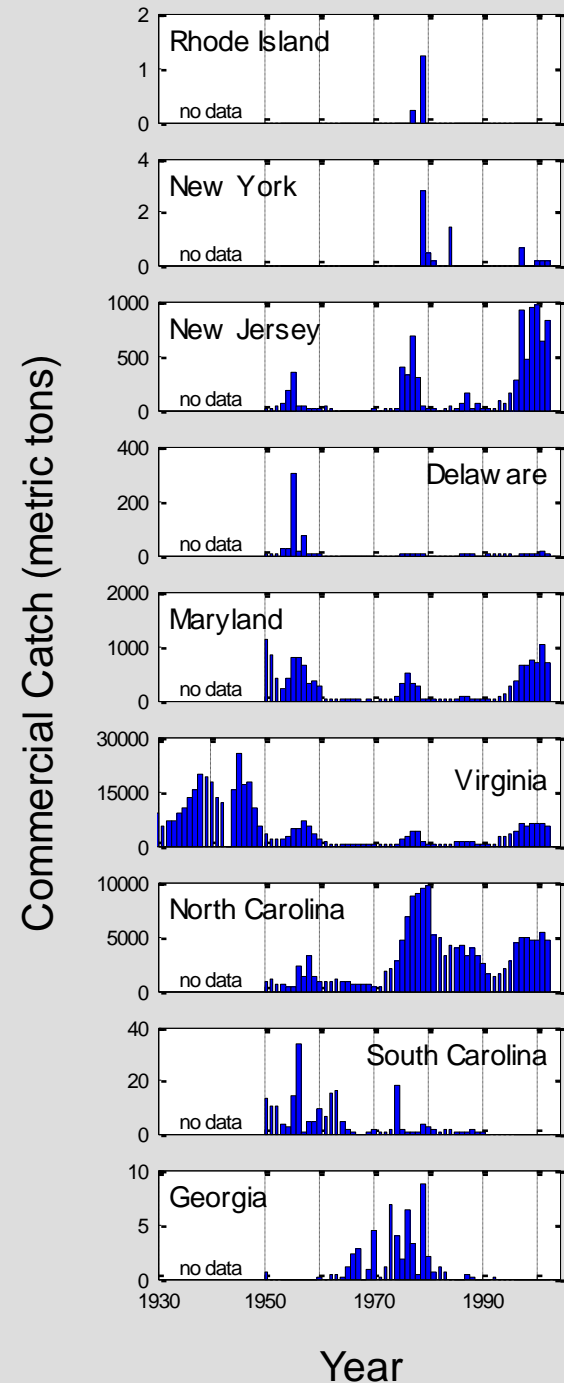 Commercial Catch (metric tons)
2
1
0
Rhode Island
no data
4
2
0
New York
no data
1000
500
0
New Jersey
no data
400
200
0
Delaware
no data
2000
1000
0
Maryland
no data
30000
15000
0
Virginia
10000
5000
0
North Carolina
no data
40
20
0
South Carolina
no data
10
5
0
Georgia
no data
1930 1950 1970 1990
Year